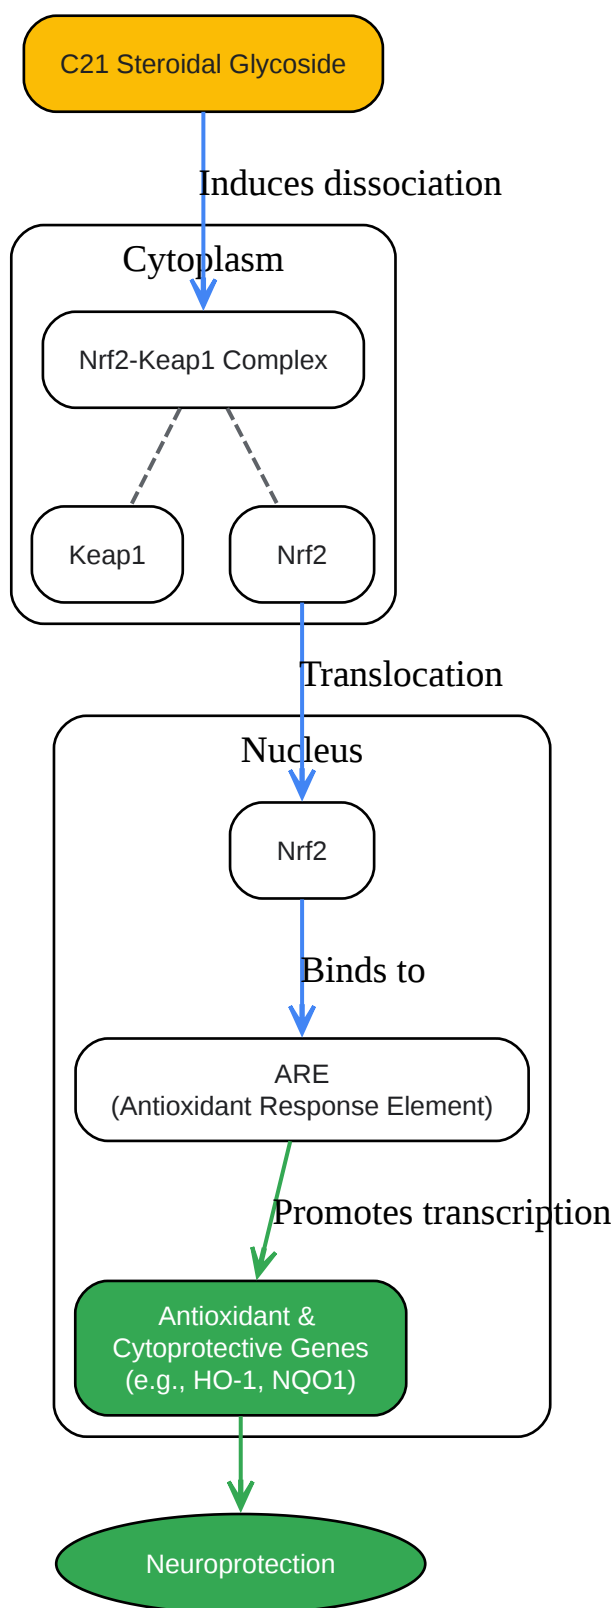 C21 Steroidal Glycoside
Induces dissociation
Cytoplasm
Nrf2-Keap1 Complex
Keap1
Nrf2
Translocation
Nucleus
Nrf2
Binds to
ARE
(Antioxidant Response Element)
Promotes transcription
Antioxidant &
Cytoprotective Genes
(e.g., HO-1, NQO1)
Neuroprotection